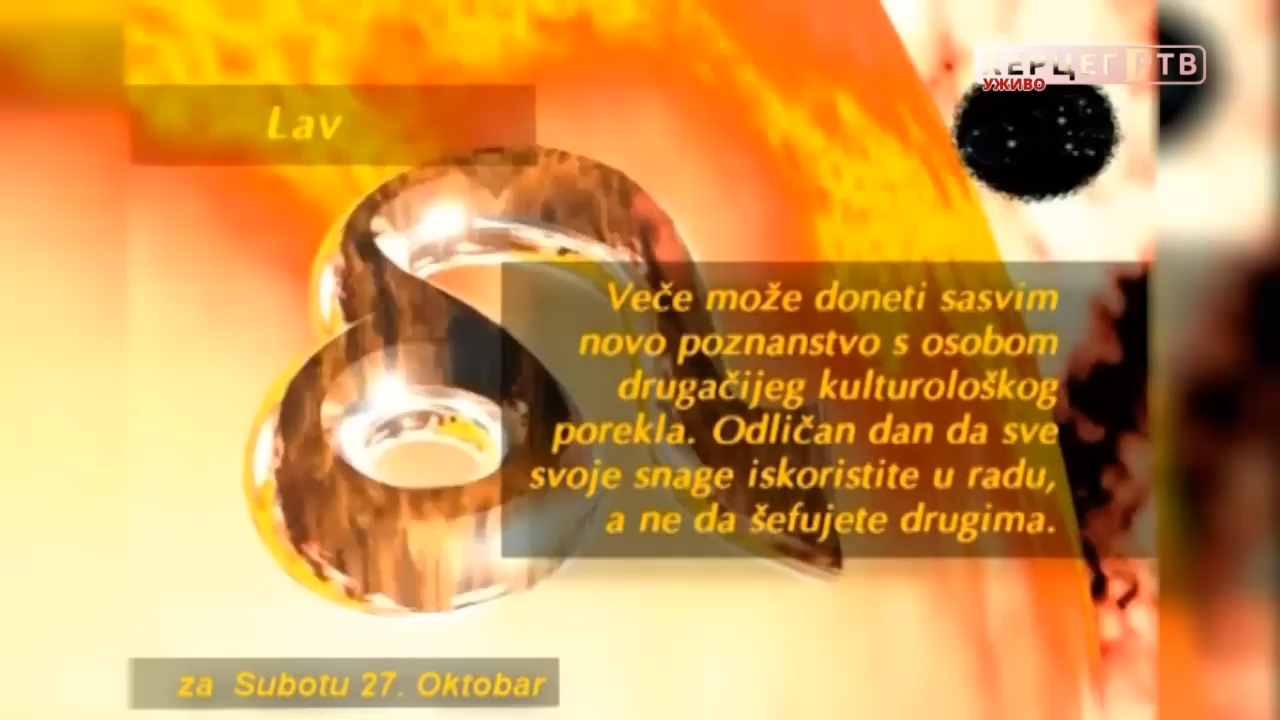 ХЕРЦЕГ РТВ
УЖИВО
Lav
Veče može doneti sasvim
novo poznanstvo s osobom
drugačijeg kulturološkog
porekla. Odličan dan da sve
svoje snage iskoristite u radu,
a ne da šefujete drugima.
za Subotu 27. Oktobar